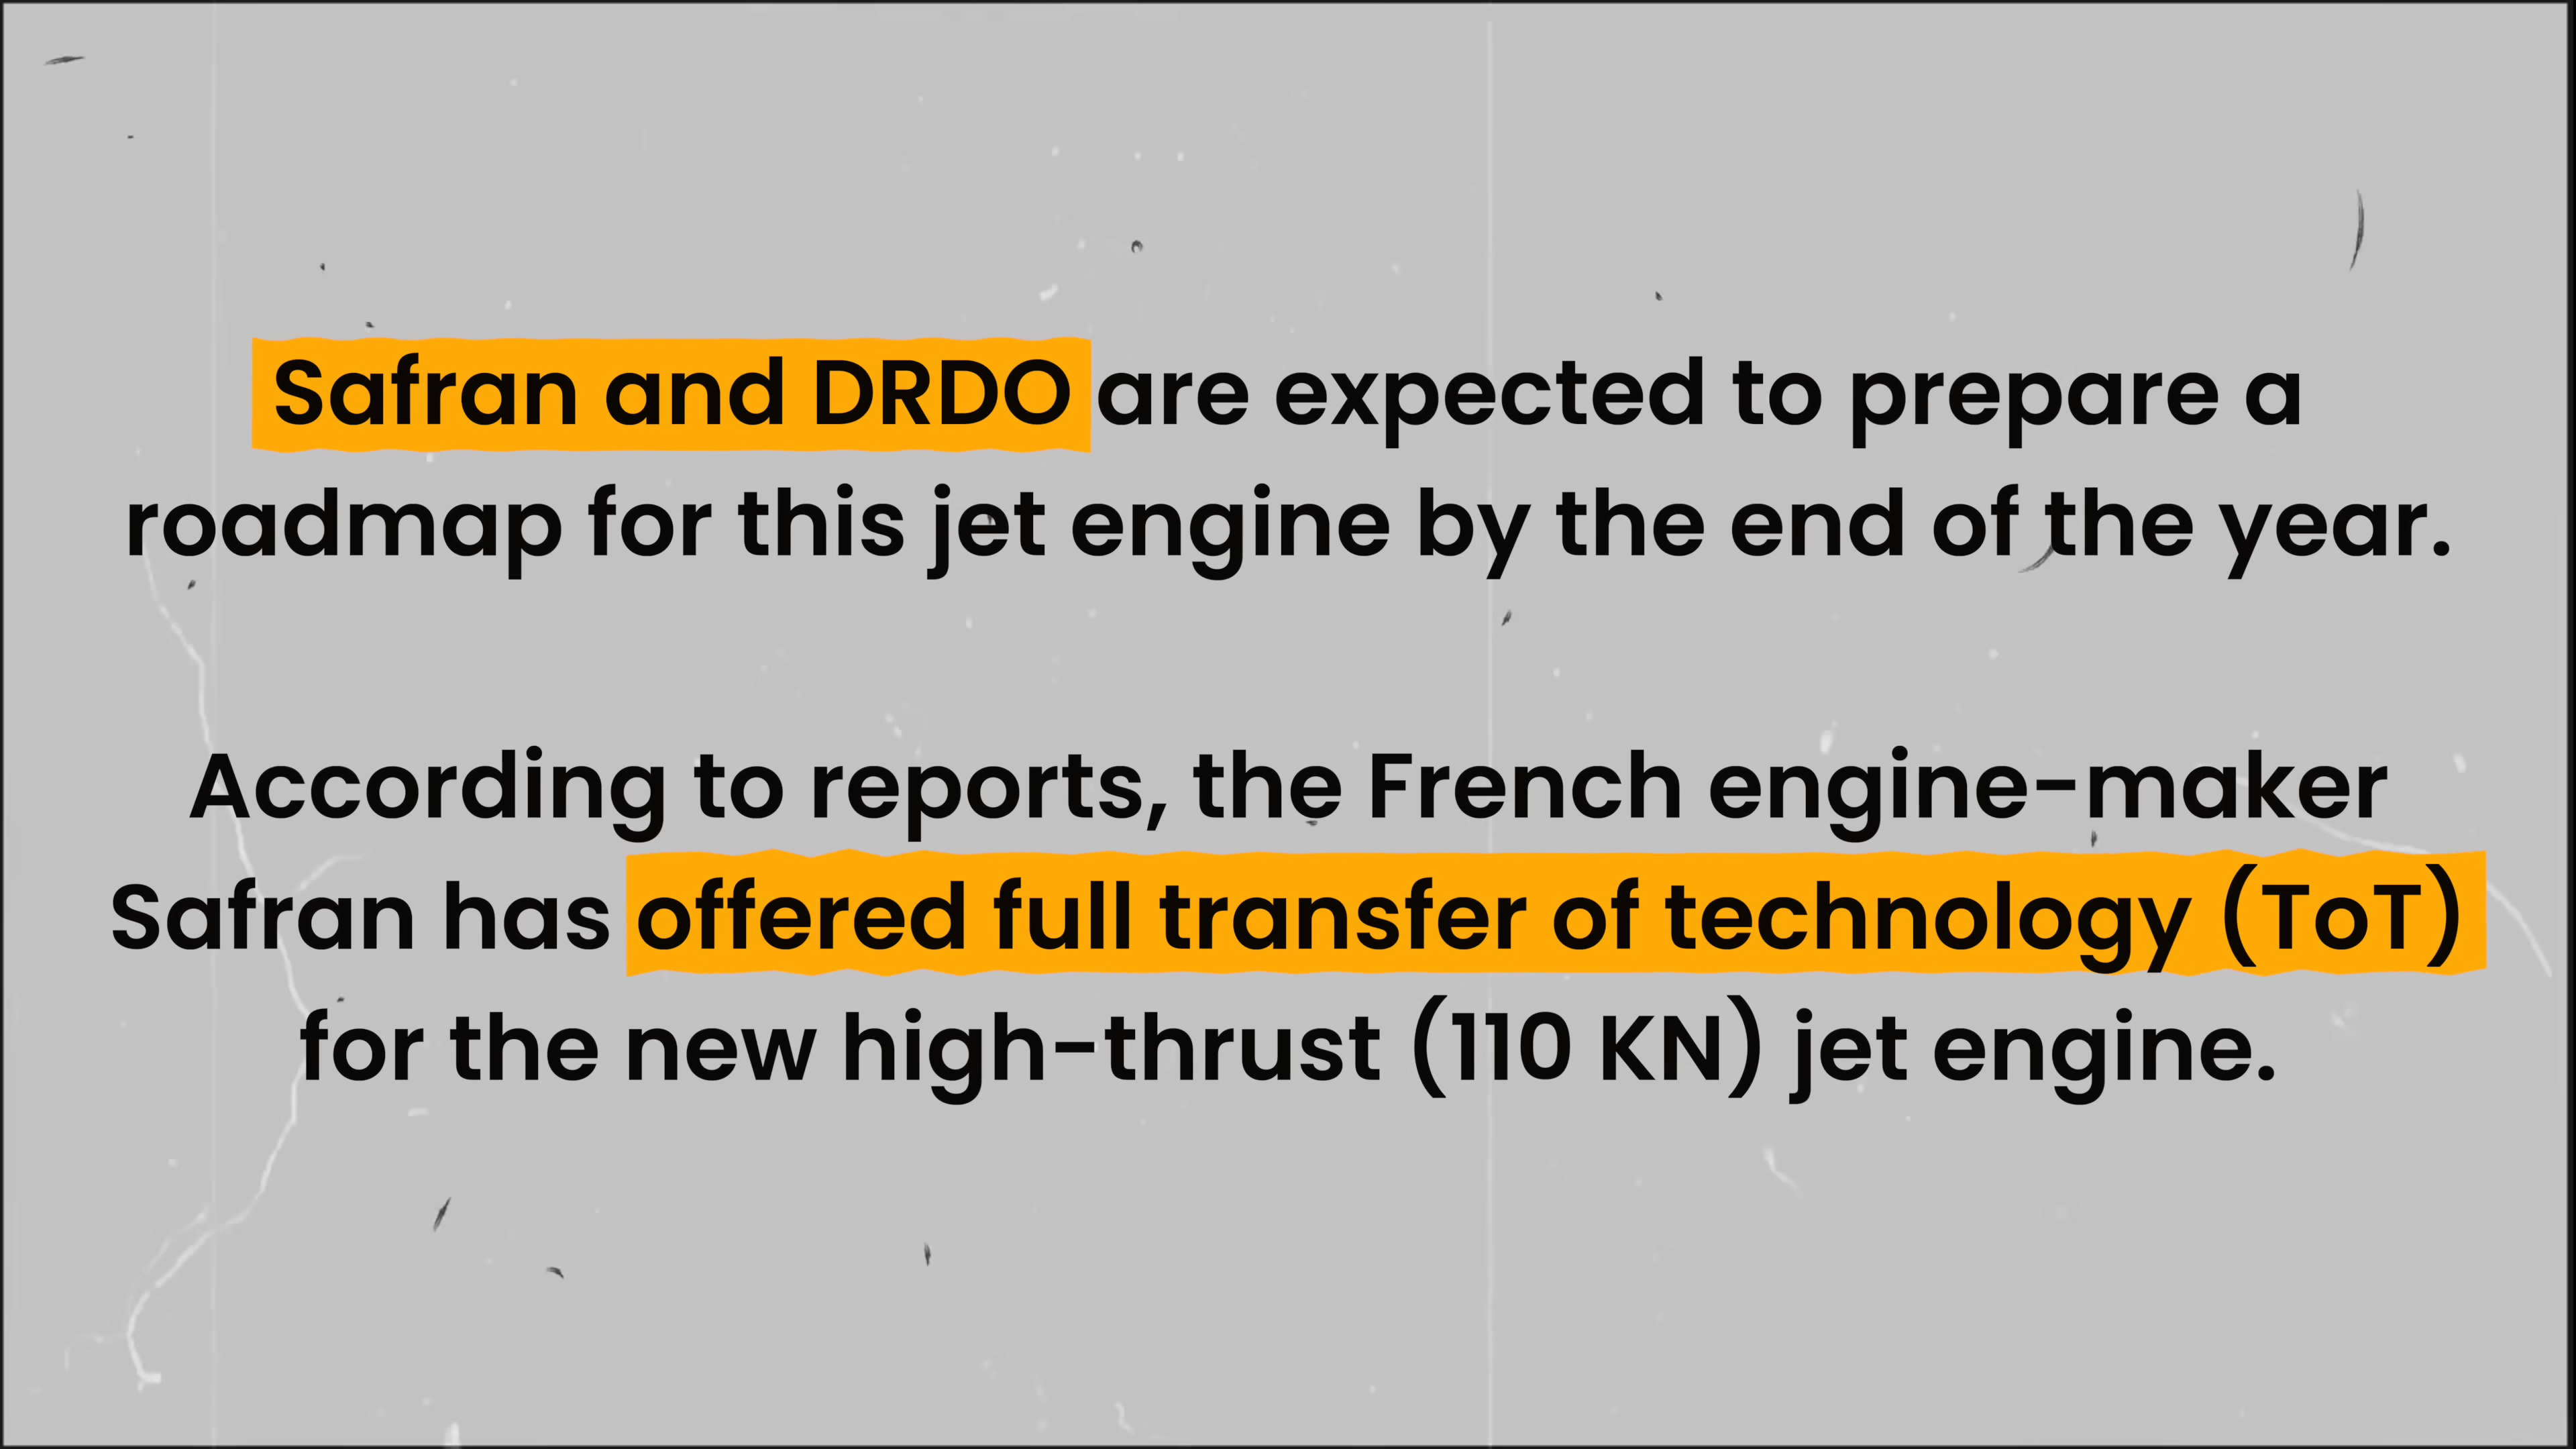 Safran and DRDO are expected to prepare a
roadmap for this jet engine by the end of the year.
According to reports, the French engine-maker
Safran has offered full transfer of technology (ToT)
for the new high-thrust (110 KN) jet engine.